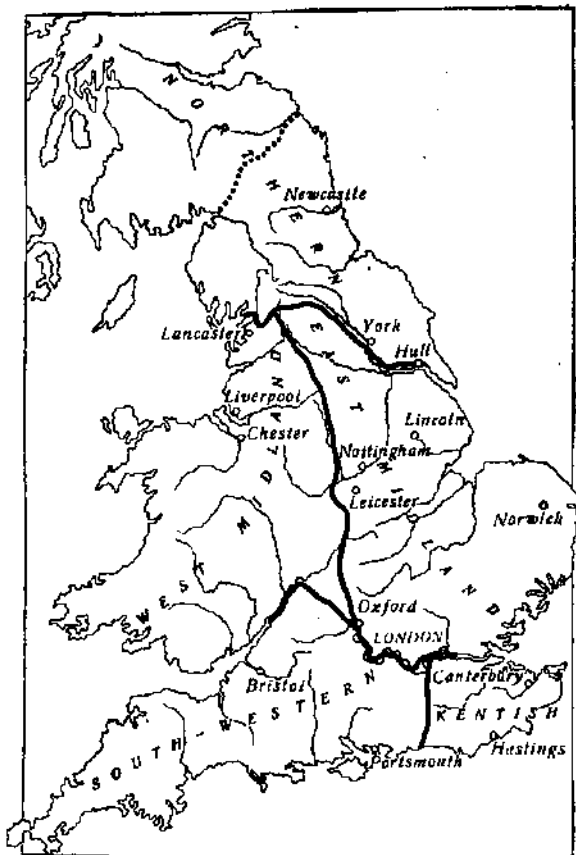 NORTHERN
Newcastle
Lancaster
York
Hull
Liverpool
Chester
Lincoln
Nottingham
Leicester
Norwich
WEST MIDLAND
EAST MIDLAND
Oxford
LONDON
Bristol
Canterbury
KENTISH
Hastings
Portsmouth
SOUTH-WESTERN